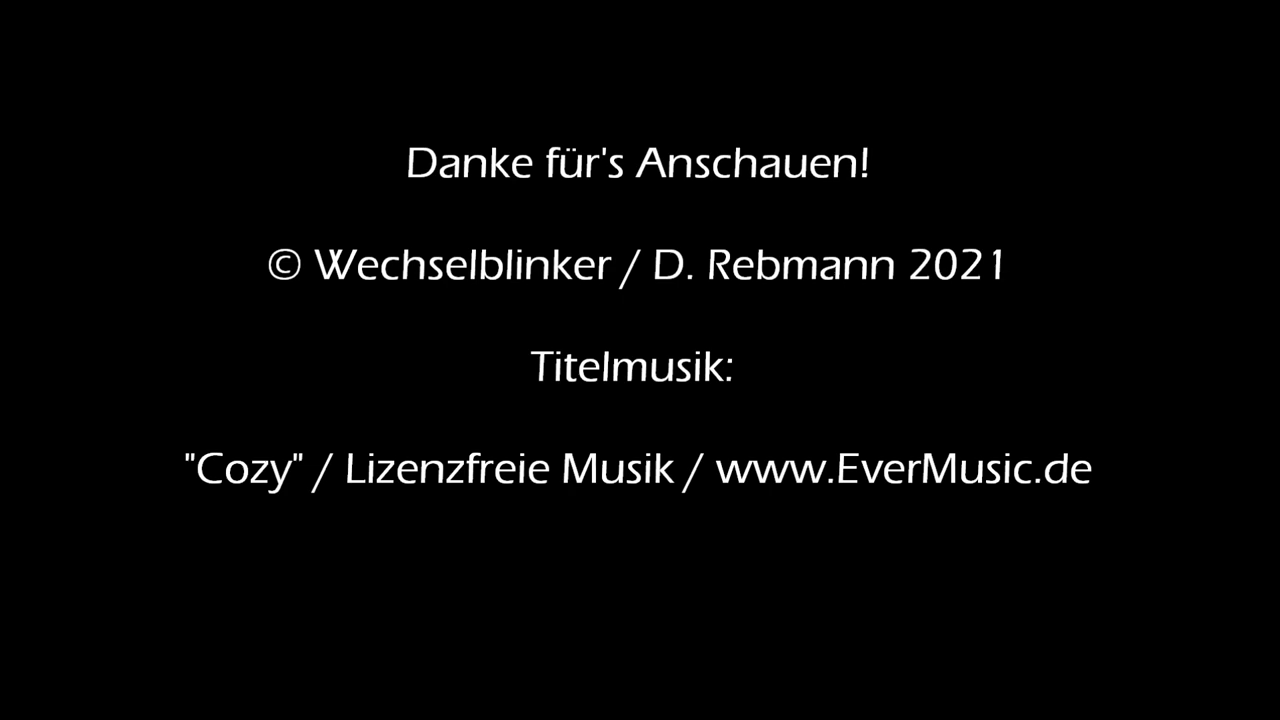 Danke für's Anschauen!
© Wechselblinker / D. Rebmann 2021
Titelmusik:
"Cozy" / Lizenzfreie Musik / www.EverMusic.de